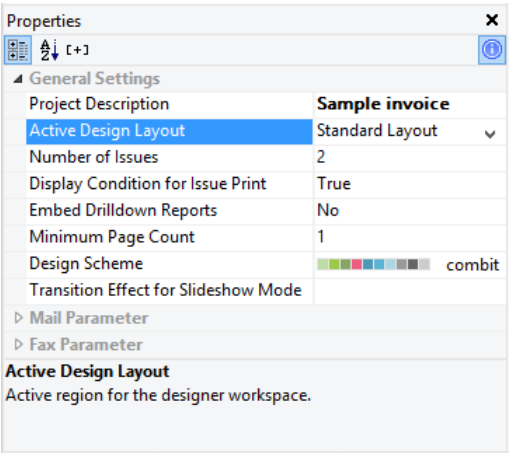 Properties
A Z [+]
General Settings
Project Description Sample invoice
Active Design Layout Standard Layout
Number of Issues 2
Display Condition for Issue Print True
Embed Drilldown Reports No
Minimum Page Count 1
Design Scheme combit
Transition Effect for Slideshow Mode
Mail Parameter
Fax Parameter
Active Design Layout
Active region for the designer workspace.